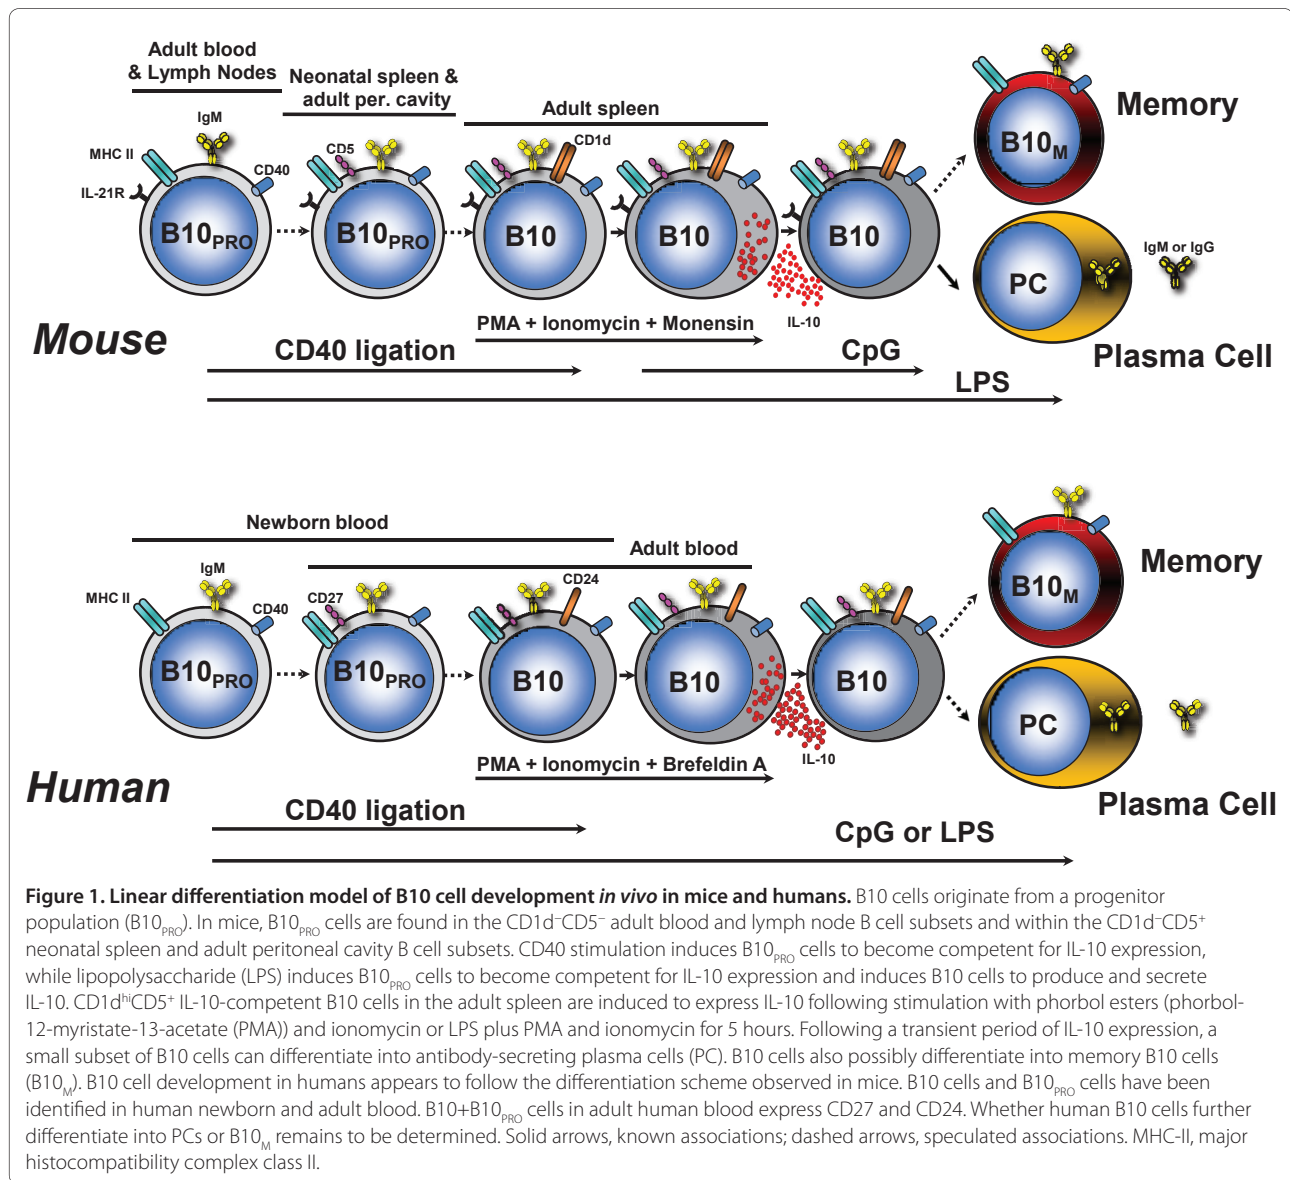 Adult blood
& Lymph Nodes
Neonatal spleen &
adult per. cavity
Adult spleen
IgM
MHC II
CD5
CD1d
CD40
IL-21R
B10PRO
B10PRO
B10
B10
B10
B10M
Memory
PC
IgM or IgG
Plasma Cell
IL-10
Mouse
PMA + Ionomycin + Monensin
CD40 ligation
CpG
LPS
Newborn blood
Adult blood
IgM
MHC II
CD27
CD24
CD40
B10PRO
B10PRO
B10
B10
B10
B10M
Memory
PC
Plasma Cell
IL-10
Human
PMA + Ionomycin + Brefeldin A
CD40 ligation
CpG or LPS
Figure 1. Linear differentiation model of B10 cell development in vivo in mice and humans. B10 cells originate from a progenitor
population (B10PRO). In mice, B10PRO cells are found in the CD1d⁻CD5⁻ adult blood and lymph node B cell subsets and within the CD1d⁻CD5⁺
neonatal spleen and adult peritoneal cavity B cell subsets. CD40 stimulation induces B10PRO cells to become competent for IL-10 expression,
while lipopolysaccharide (LPS) induces B10PRO cells to become competent for IL-10 expression and induces B10 cells to produce and secrete
IL-10. CD1dʰⁱCD5⁺ IL-10-competent B10 cells in the adult spleen are induced to express IL-10 following stimulation with phorbol esters (phorbol-
12-myristate-13-acetate (PMA)) and ionomycin or LPS plus PMA and ionomycin for 5 hours. Following a transient period of IL-10 expression, a
small subset of B10 cells can differentiate into antibody-secreting plasma cells (PC). B10 cells also possibly differentiate into memory B10 cells
(B10M). B10 cell development in humans appears to follow the differentiation scheme observed in mice. B10 cells and B10PRO cells have been
identified in human newborn and adult blood. B10+B10PRO cells in adult human blood express CD27 and CD24. Whether human B10 cells further
differentiate into PCs or B10M remains to be determined. Solid arrows, known associations; dashed arrows, speculated associations. MHC-II, major
histocompatibility complex class II.